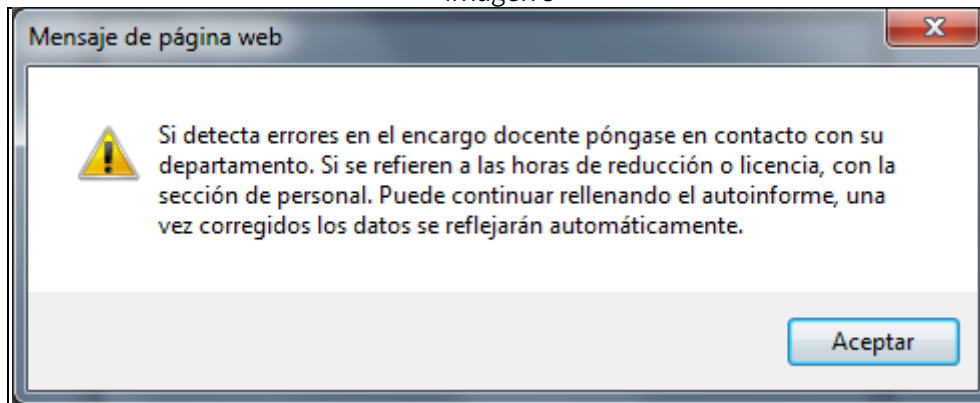 Mensaje de página web
Si detecta errores en el encargo docente póngase en contacto con su
departamento. Si se refieren a las horas de reducción o licencia, con la
sección de personal. Puede continuar rellenando el autoinforme, una
vez corregidos los datos se reflejarán automáticamente.
Aceptar